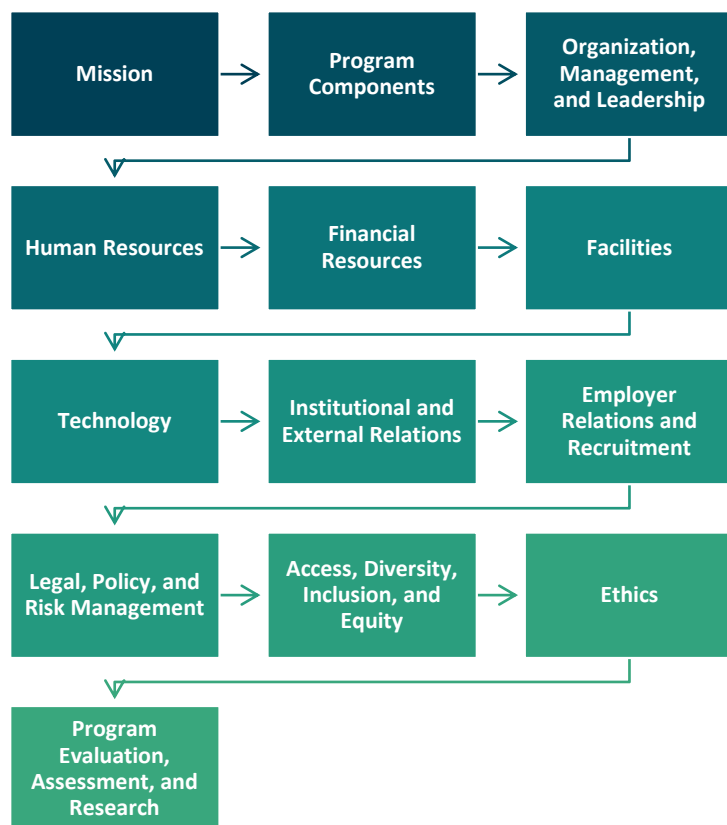 Mission
Program
Components
Organization,
Management,
and Leadership
Human Resources
Financial
Resources
Facilities
Technology
Institutional and
External Relations
Employer
Relations and
Recruitment
Legal, Policy, and
Risk Management
Access, Diversity,
Inclusion, and
Equity
Ethics
Program
Evaluation,
Assessment, and
Research